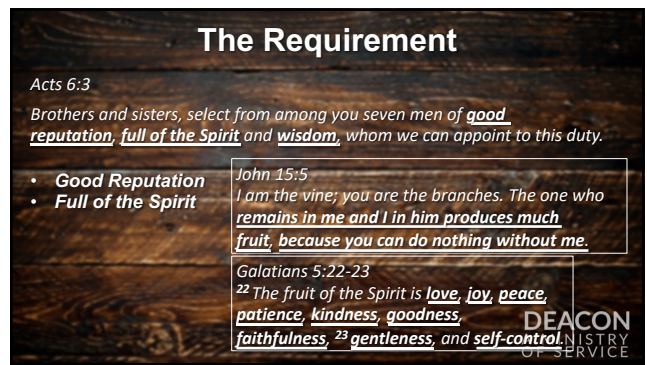 The Requirement
Acts 6:3
Brothers and sisters, select from among you seven men of good
reputation, full of the Spirit and wisdom, whom we can appoint to this duty.
• Good Reputation
• Full of the Spirit
John 15:5
I am the vine; you are the branches. The one who
remains in me and I in him produces much
fruit, because you can do nothing without me.
Galatians 5:22-23
22 The fruit of the Spirit is love, joy, peace,
patience, kindness, goodness,
faithfulness, 23 gentleness, and self-control.
DEACON
MINISTRY
OF SERVICE